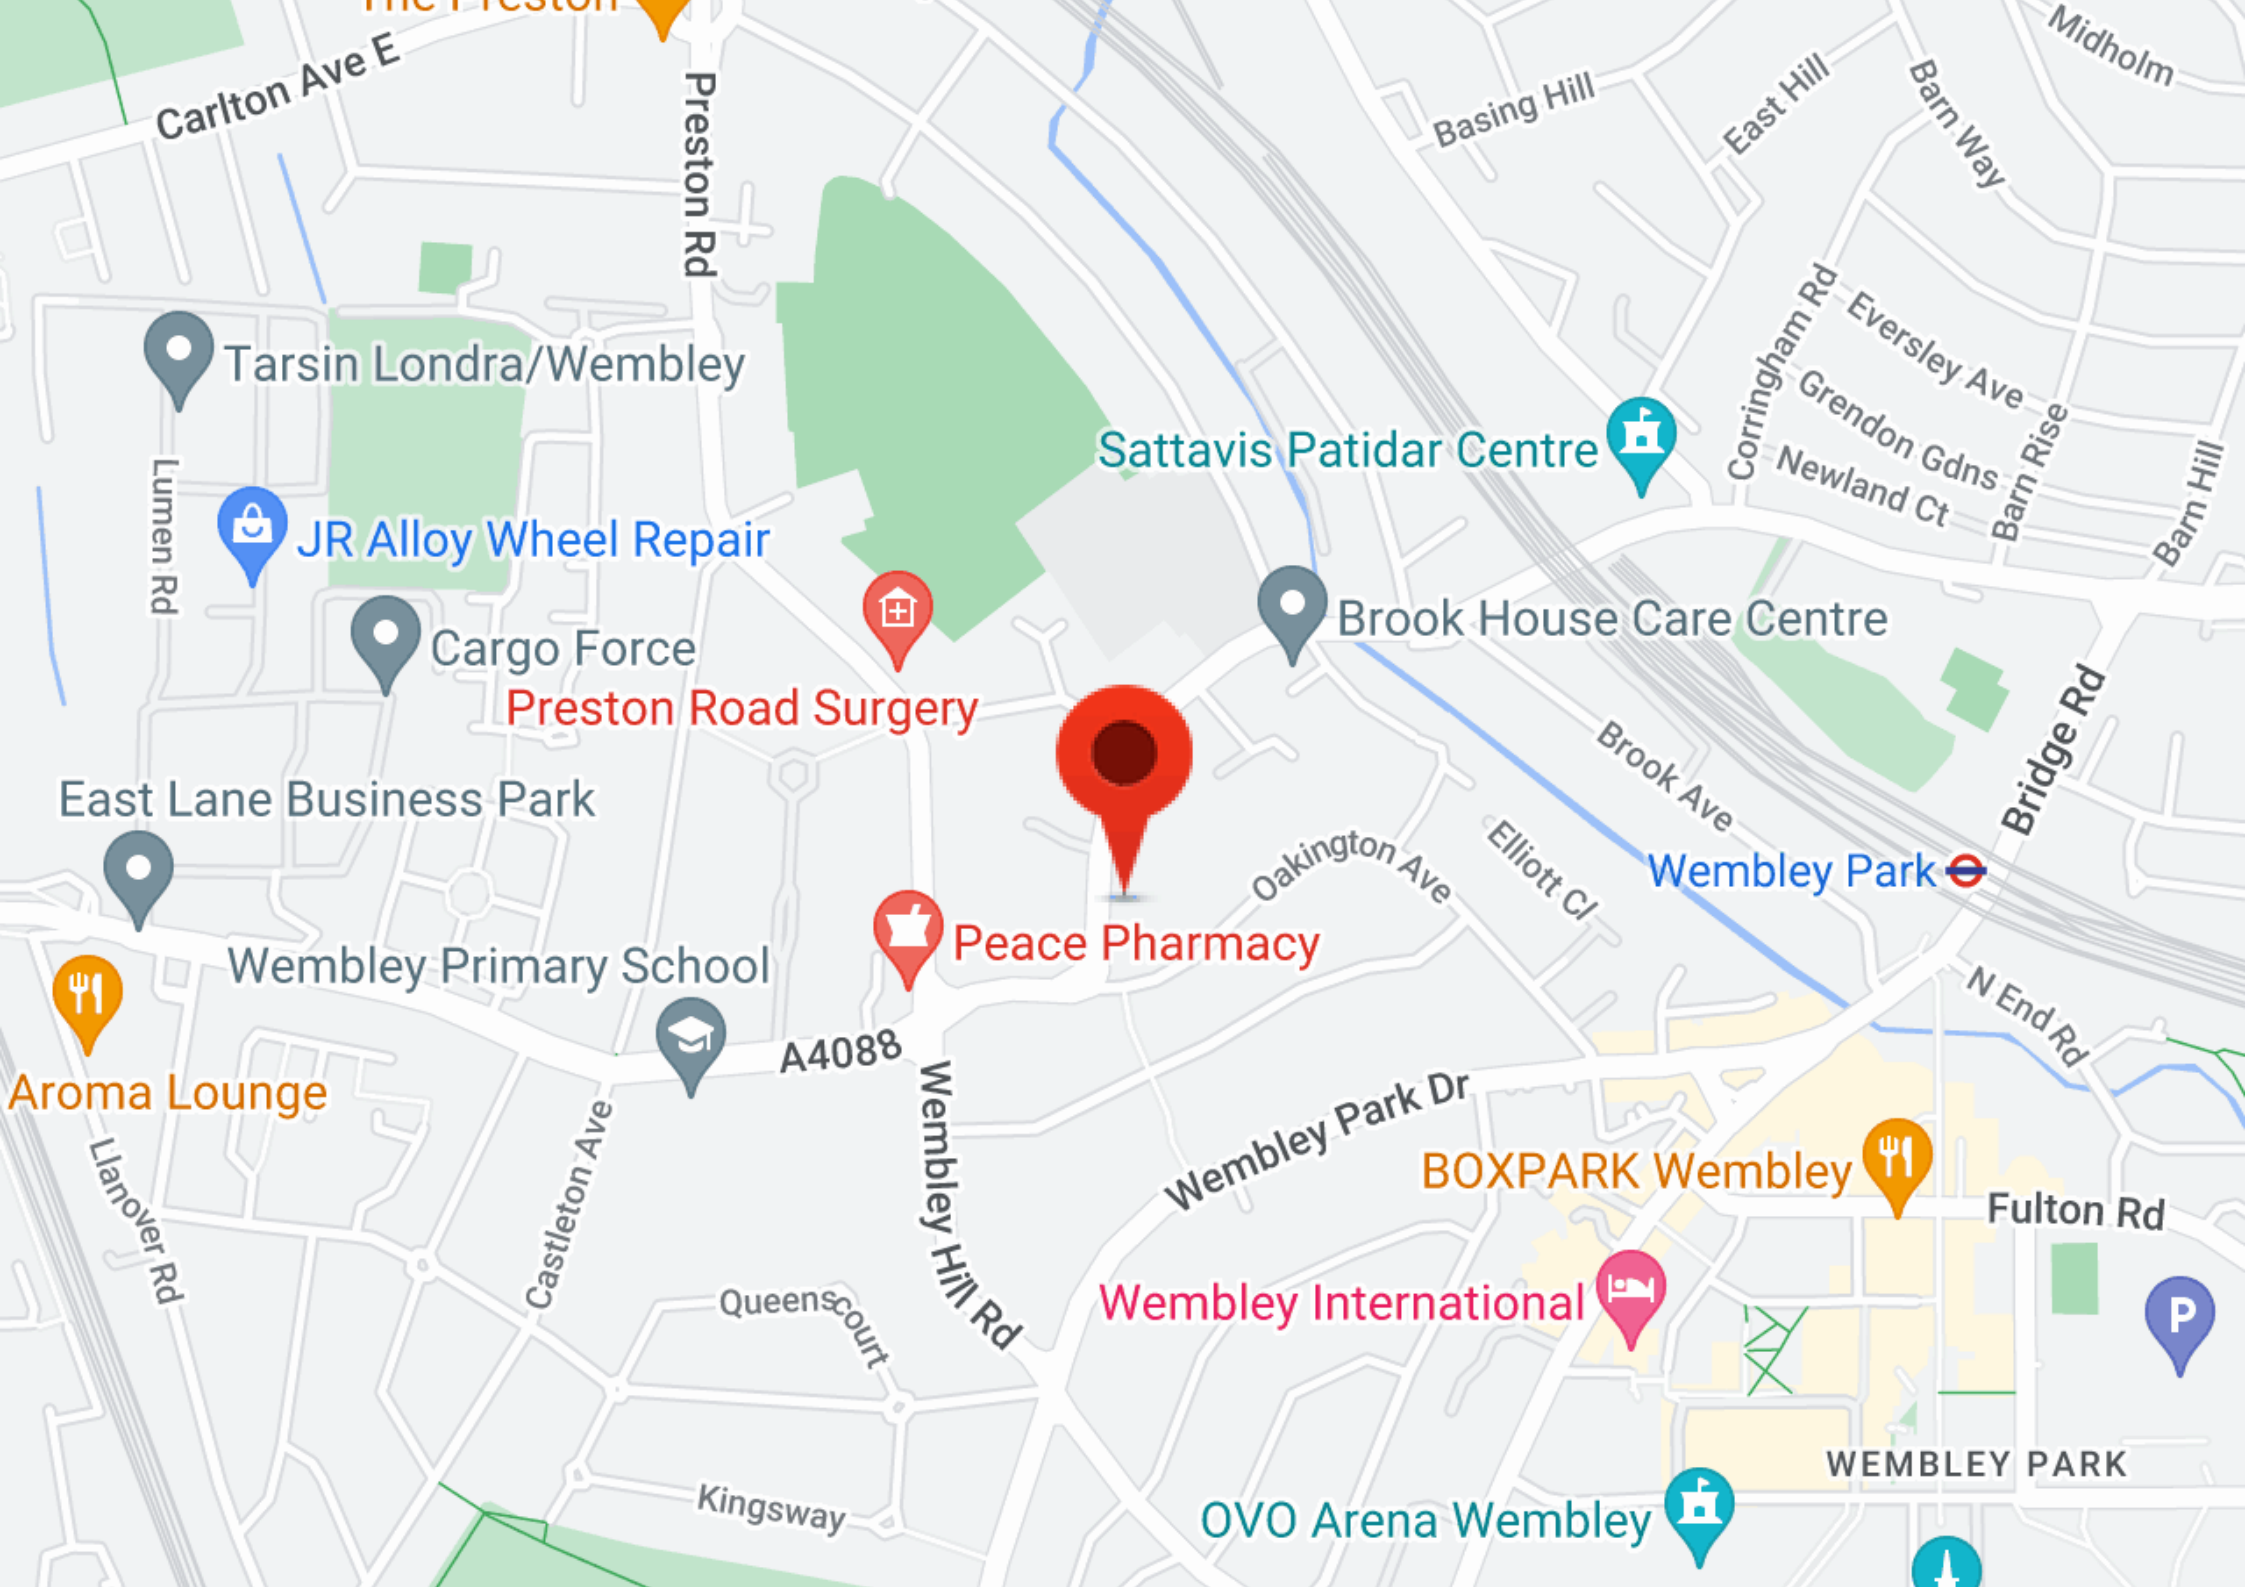 The Preston
Carlton Ave E
Preston Rd
Midholm
Basing Hill
East Hill
Barn Way
Tarsin Londra/Wembley
Corringham Rd
Eversley Ave
Grendon Gdns
Newland Ct
Barn Rise
Barn Hill
Sattavis Patidar Centre
Lumen Rd
JR Alloy Wheel Repair
Cargo Force
Preston Road Surgery
Brook House Care Centre
Bridge Rd
Brook Ave
East Lane Business Park
Oakington Ave
Elliott Cl
Wembley Park
Wembley Primary School
Peace Pharmacy
N End Rd
A4088
Aroma Lounge
Wembley Hill Rd
Wembley Park Dr
Llanover Rd
Castleton Ave
BOXPARK Wembley
Fulton Rd
Queenscourt
Wembley International
P
Kingsway
WEMBLEY PARK
OVO Arena Wembley